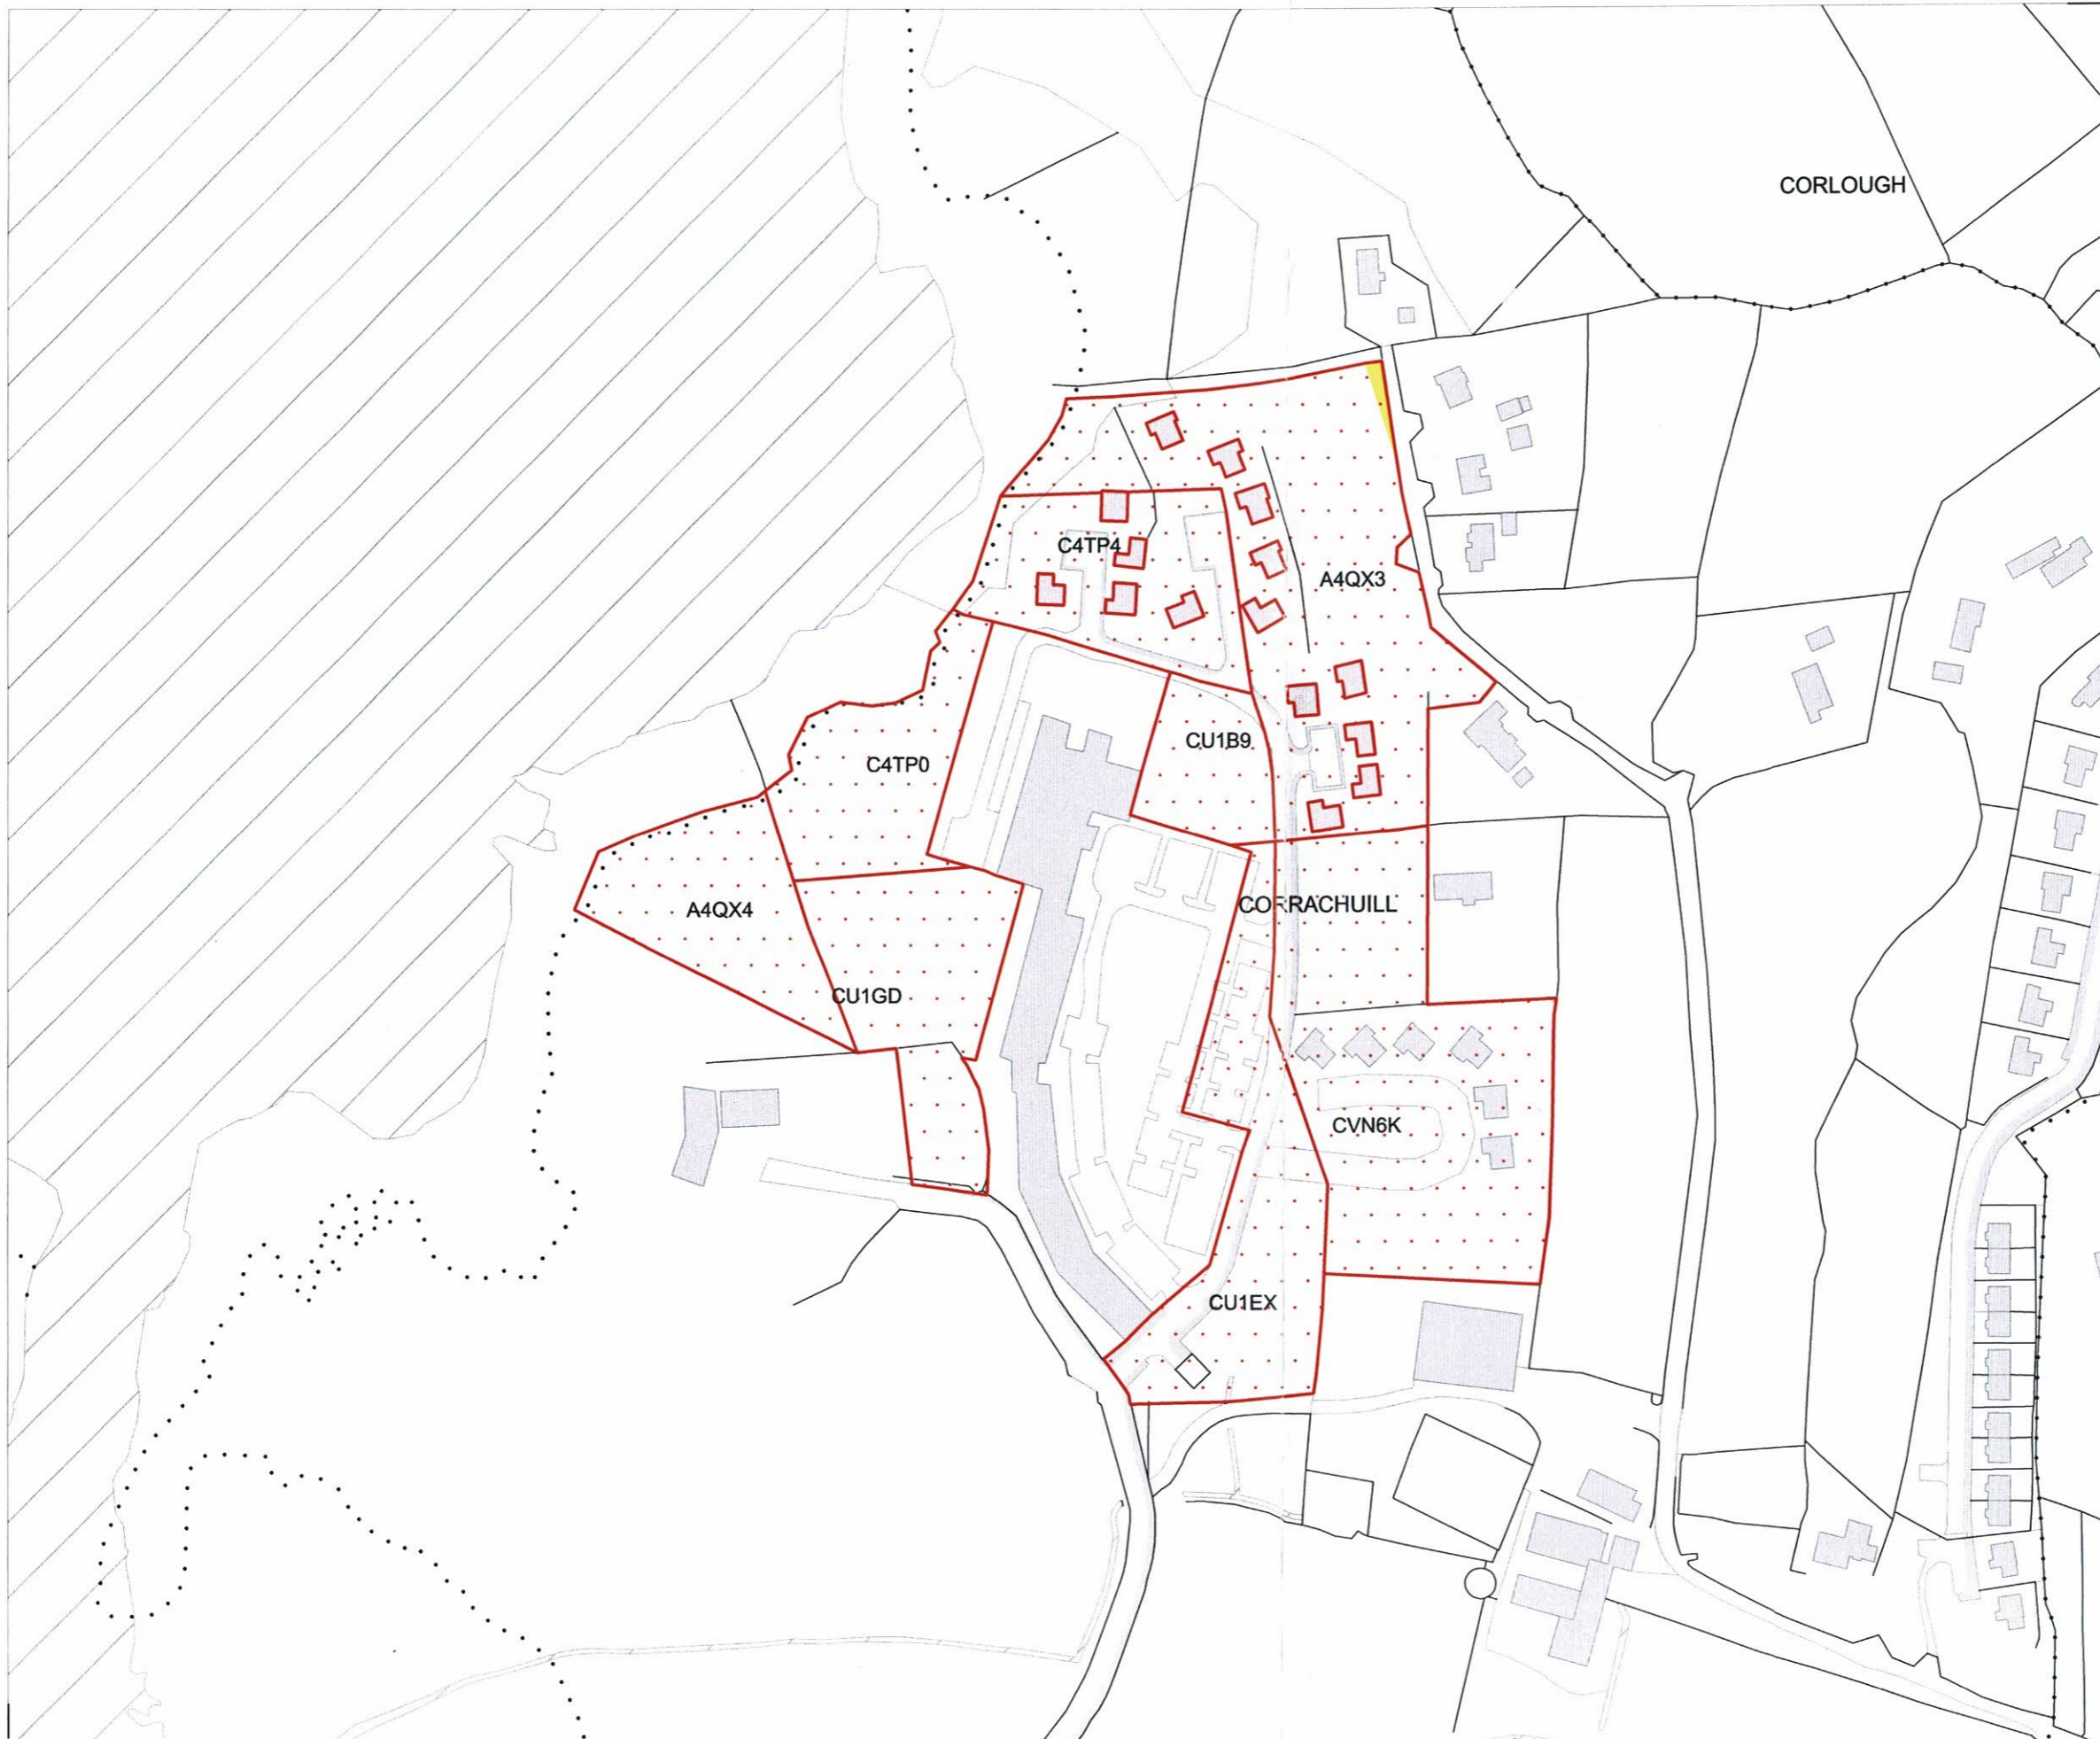 CORLOUGH
C4TP4
A4QX3
CU1B9
C4TP0
CORRACHUILL
A4QX4
CU1GD
CVN6K
CU1EX